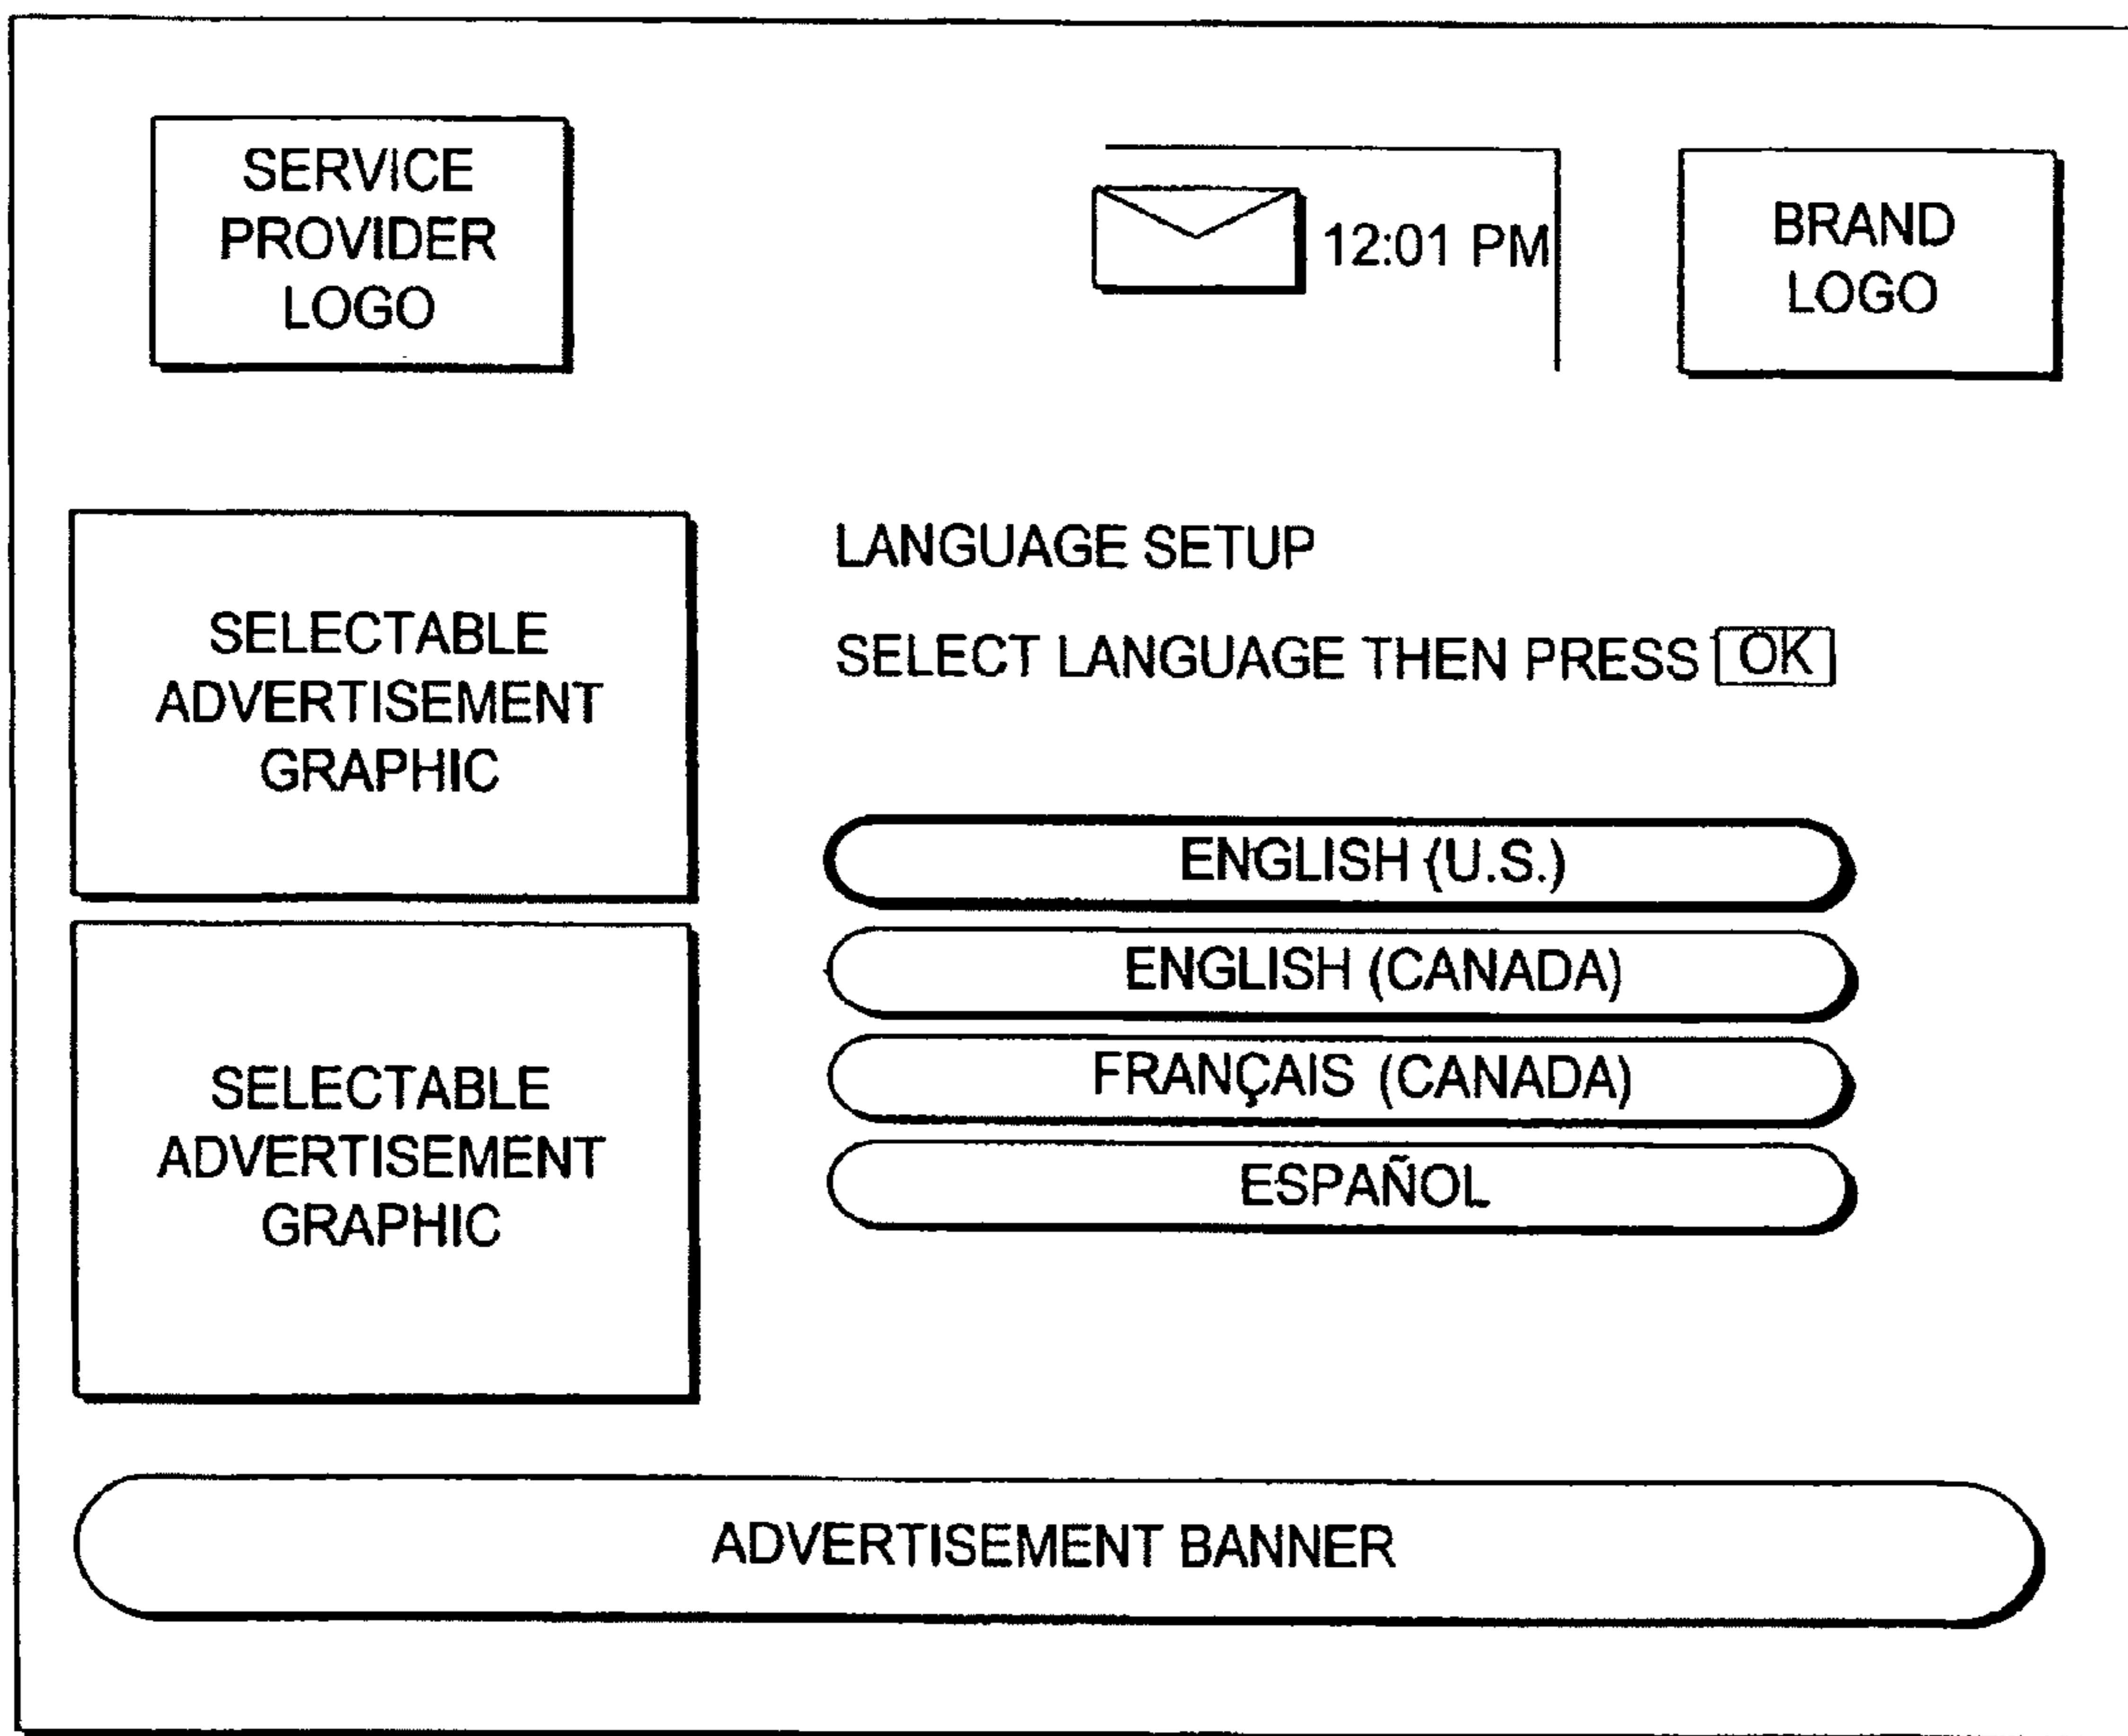 SERVICE
PROVIDER
LOGO
12:01 PM
BRAND
LOGO
SELECTABLE
ADVERTISEMENT
GRAPHIC
LANGUAGE SETUP
SELECT LANGUAGE THEN PRESS OK
ENGLISH (U.S.)
ENGLISH (CANADA)
FRANÇAIS (CANADA)
ESPAÑOL
SELECTABLE
ADVERTISEMENT
GRAPHIC
ADVERTISEMENT BANNER